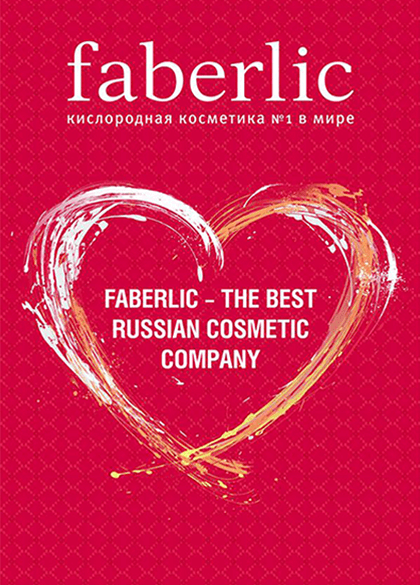 faberlic
кислородная косметика №1 в мире
FABERLIC – THE BEST
RUSSIAN COSMETIC
COMPANY